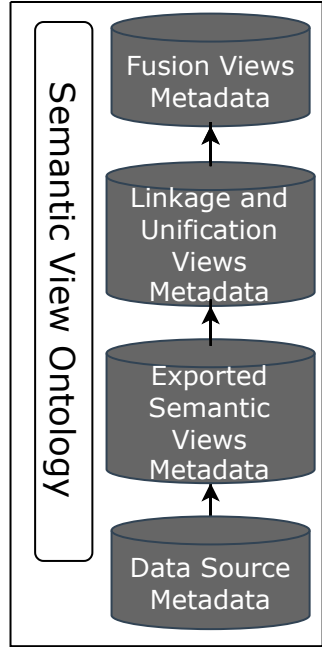 Semantic View Ontology
Fusion Views
Metadata
Linkage and
Unification
Views
Metadata
Exported
Semantic
Views
Metadata
Data Source
Metadata